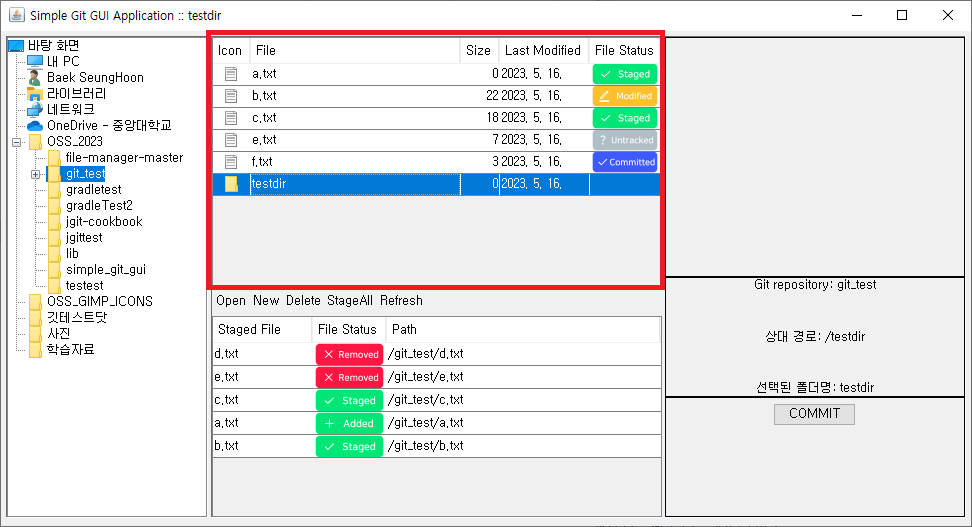 Simple Git GUI Application :: testdir
바탕 화면
내 PC
Baek SeungHoon
라이브러리
네트워크
OneDrive - 중앙대학교
OSS_2023
file-manager-master
git_test
gradletest
gradleTest2
jgit-cookbook
jgittest
lib
simple_git_gui
testest
OSS_GIMP_ICONS
깃테스트닷
사진
학습자료
Icon File Size Last Modified File Status
a.txt 0 2023. 5. 16. Staged
b.txt 22 2023. 5. 16. Modified
c.txt 18 2023. 5. 16. Staged
e.txt 7 2023. 5. 16. Untracked
f.txt 3 2023. 5. 16. Committed
testdir 0 2023. 5. 16.
Open New Delete StageAll Refresh
Staged File File Status Path
d.txt Removed /git_test/d.txt
e.txt Removed /git_test/e.txt
c.txt Staged /git_test/c.txt
a.txt Added /git_test/a.txt
b.txt Staged /git_test/b.txt
Git repository: git_test
상대 경로: /testdir
선택된 폴더명: testdir
COMMIT